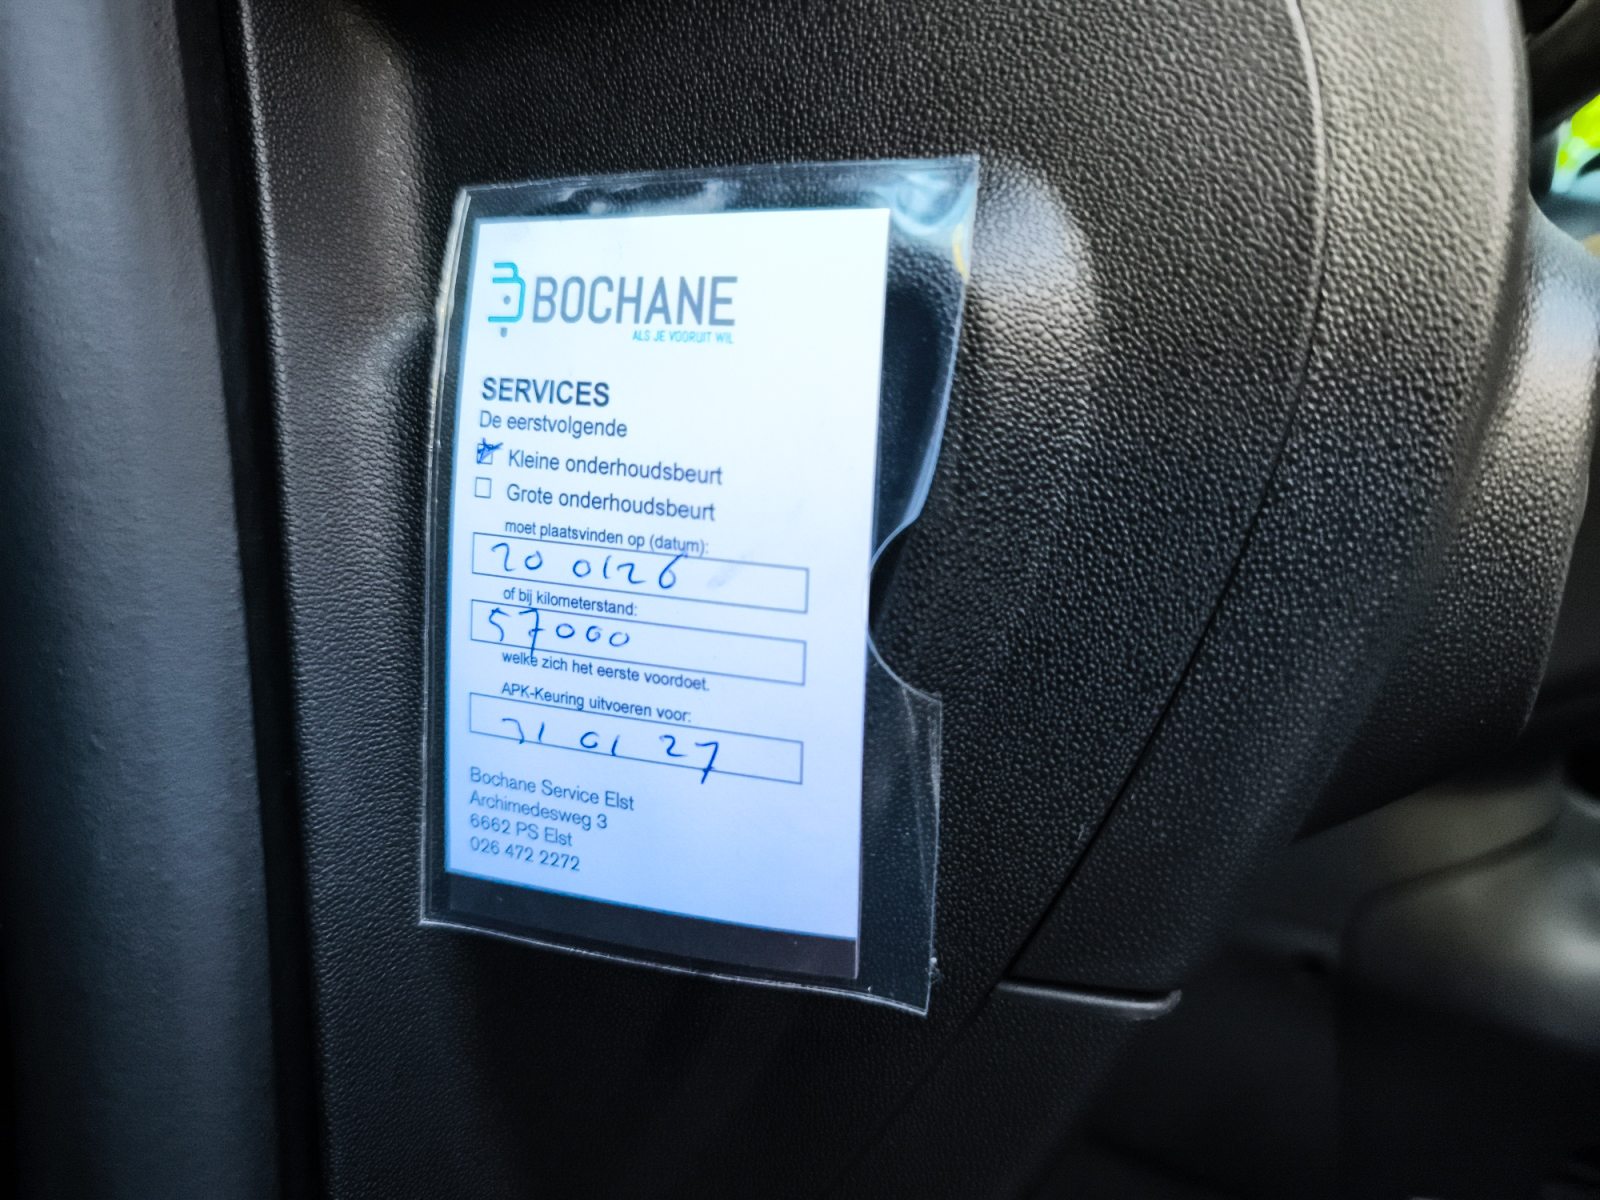 BOCHANE
ALS JE VOORUIT WIL
SERVICES
De eerstvolgende
Kleine onderhoudsbeurt
Grote onderhoudsbeurt
moet plaatsvinden op (datum):
20 0126
of bij kilometerstand:
57000
welke zich het eerste voordoet.
APK-Keuring uitvoeren voor:
31 01 27
Bochane Service Elst
Archimedesweg 3
6662 PS Elst
026 472 2272